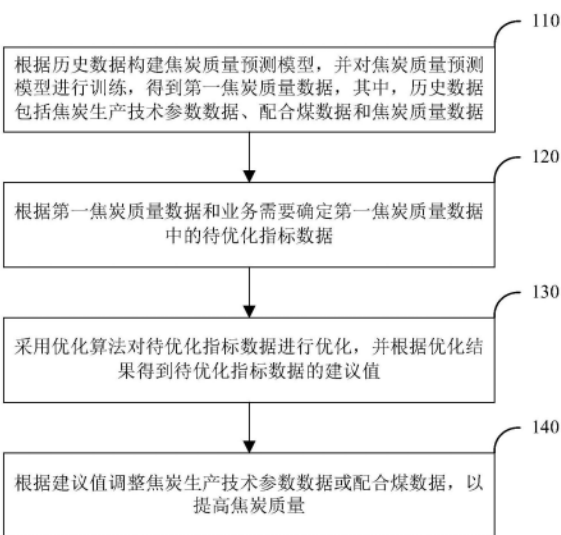 110
根据历史数据构建焦炭质量预测模型，并对焦炭质量预测
模型进行训练，得到第一焦炭质量数据，其中，历史数据
包括焦炭生产技术参数数据、配合煤数据和焦炭质量数据
120
根据第一焦炭质量数据和业务需要确定第一焦炭质量数据
中的待优化指标数据
130
采用优化算法对待优化指标数据进行优化，并根据优化结
果得到待优化指标数据的建议值
140
根据建议值调整焦炭生产技术参数数据或配合煤数据，以
提高焦炭质量